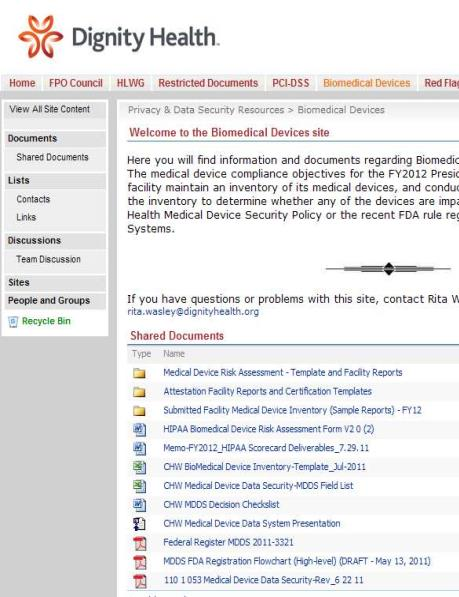 Dignity Health.
Home FPO Council HLWG Restricted Documents PCI-DSS Biomedical Devices Red Flag
View All Site Content
Documents
Shared Documents
Lists
Contacts
Links
Discussions
Team Discussion
Sites
People and Groups
Recycle Bin
Privacy & Data Security Resources > Biomedical Devices
Welcome to the Biomedical Devices site
Here you will find information and documents regarding Biomedic
The medical device compliance objectives for the FY2012 Presid
facility maintain an inventory of its medical devices, and conduc
the inventory to determine whether any of the devices are impa
Health Medical Device Security Policy or the recent FDA rule reg
Systems.
If you have questions or problems with this site, contact Rita W
rita.wasley@dignityhealth.org
Shared Documents
Type Name
Medical Device Risk Assessment - Template and Facility Reports
Attestation Facility Reports and Certification Templates
Submitted Facility Medical Device Inventory (Sample Reports) - FY12
HIPAA Biomedical Device Risk Assessment Form V2 0 (2)
Memo-FY2012_HIPAA Scorecard Deliverables_7.29.11
CHW BioMedical Device Inventory-Template_Jul-2011
CHW Medical Device Data Security-MDDS Field List
CHW MDDS Decision Checkslist
CHW Medical Device Data System Presentation
Federal Register MDDS 2011-3321
MDDS FDA Registration Flowchart (High-level) (DRAFT - May 13, 2011)
110 1 053 Medical Device Data Security-Rev_6 22 11